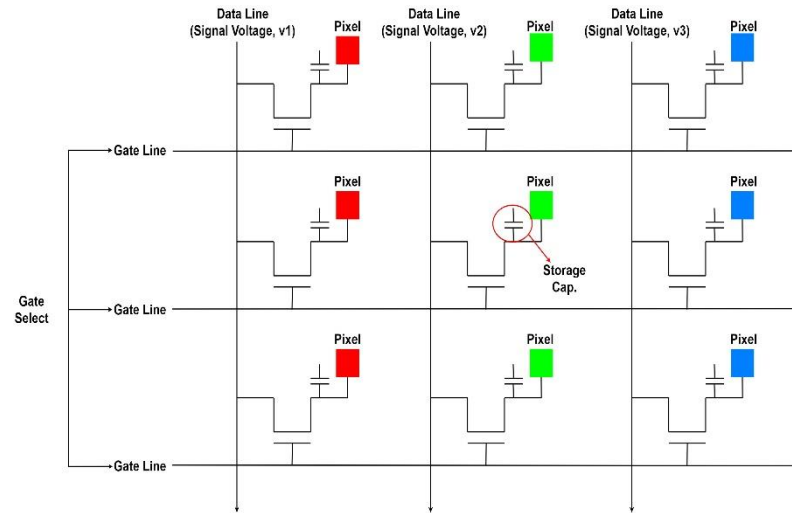 Data Line
(Signal Voltage, v1)
Pixel
Data Line
(Signal Voltage, v2)
Pixel
Data Line
(Signal Voltage, v3)
Pixel
Gate Line
Pixel
Pixel
Pixel
Storage
Cap.
Gate
Select
Gate Line
Pixel
Pixel
Pixel
Gate Line